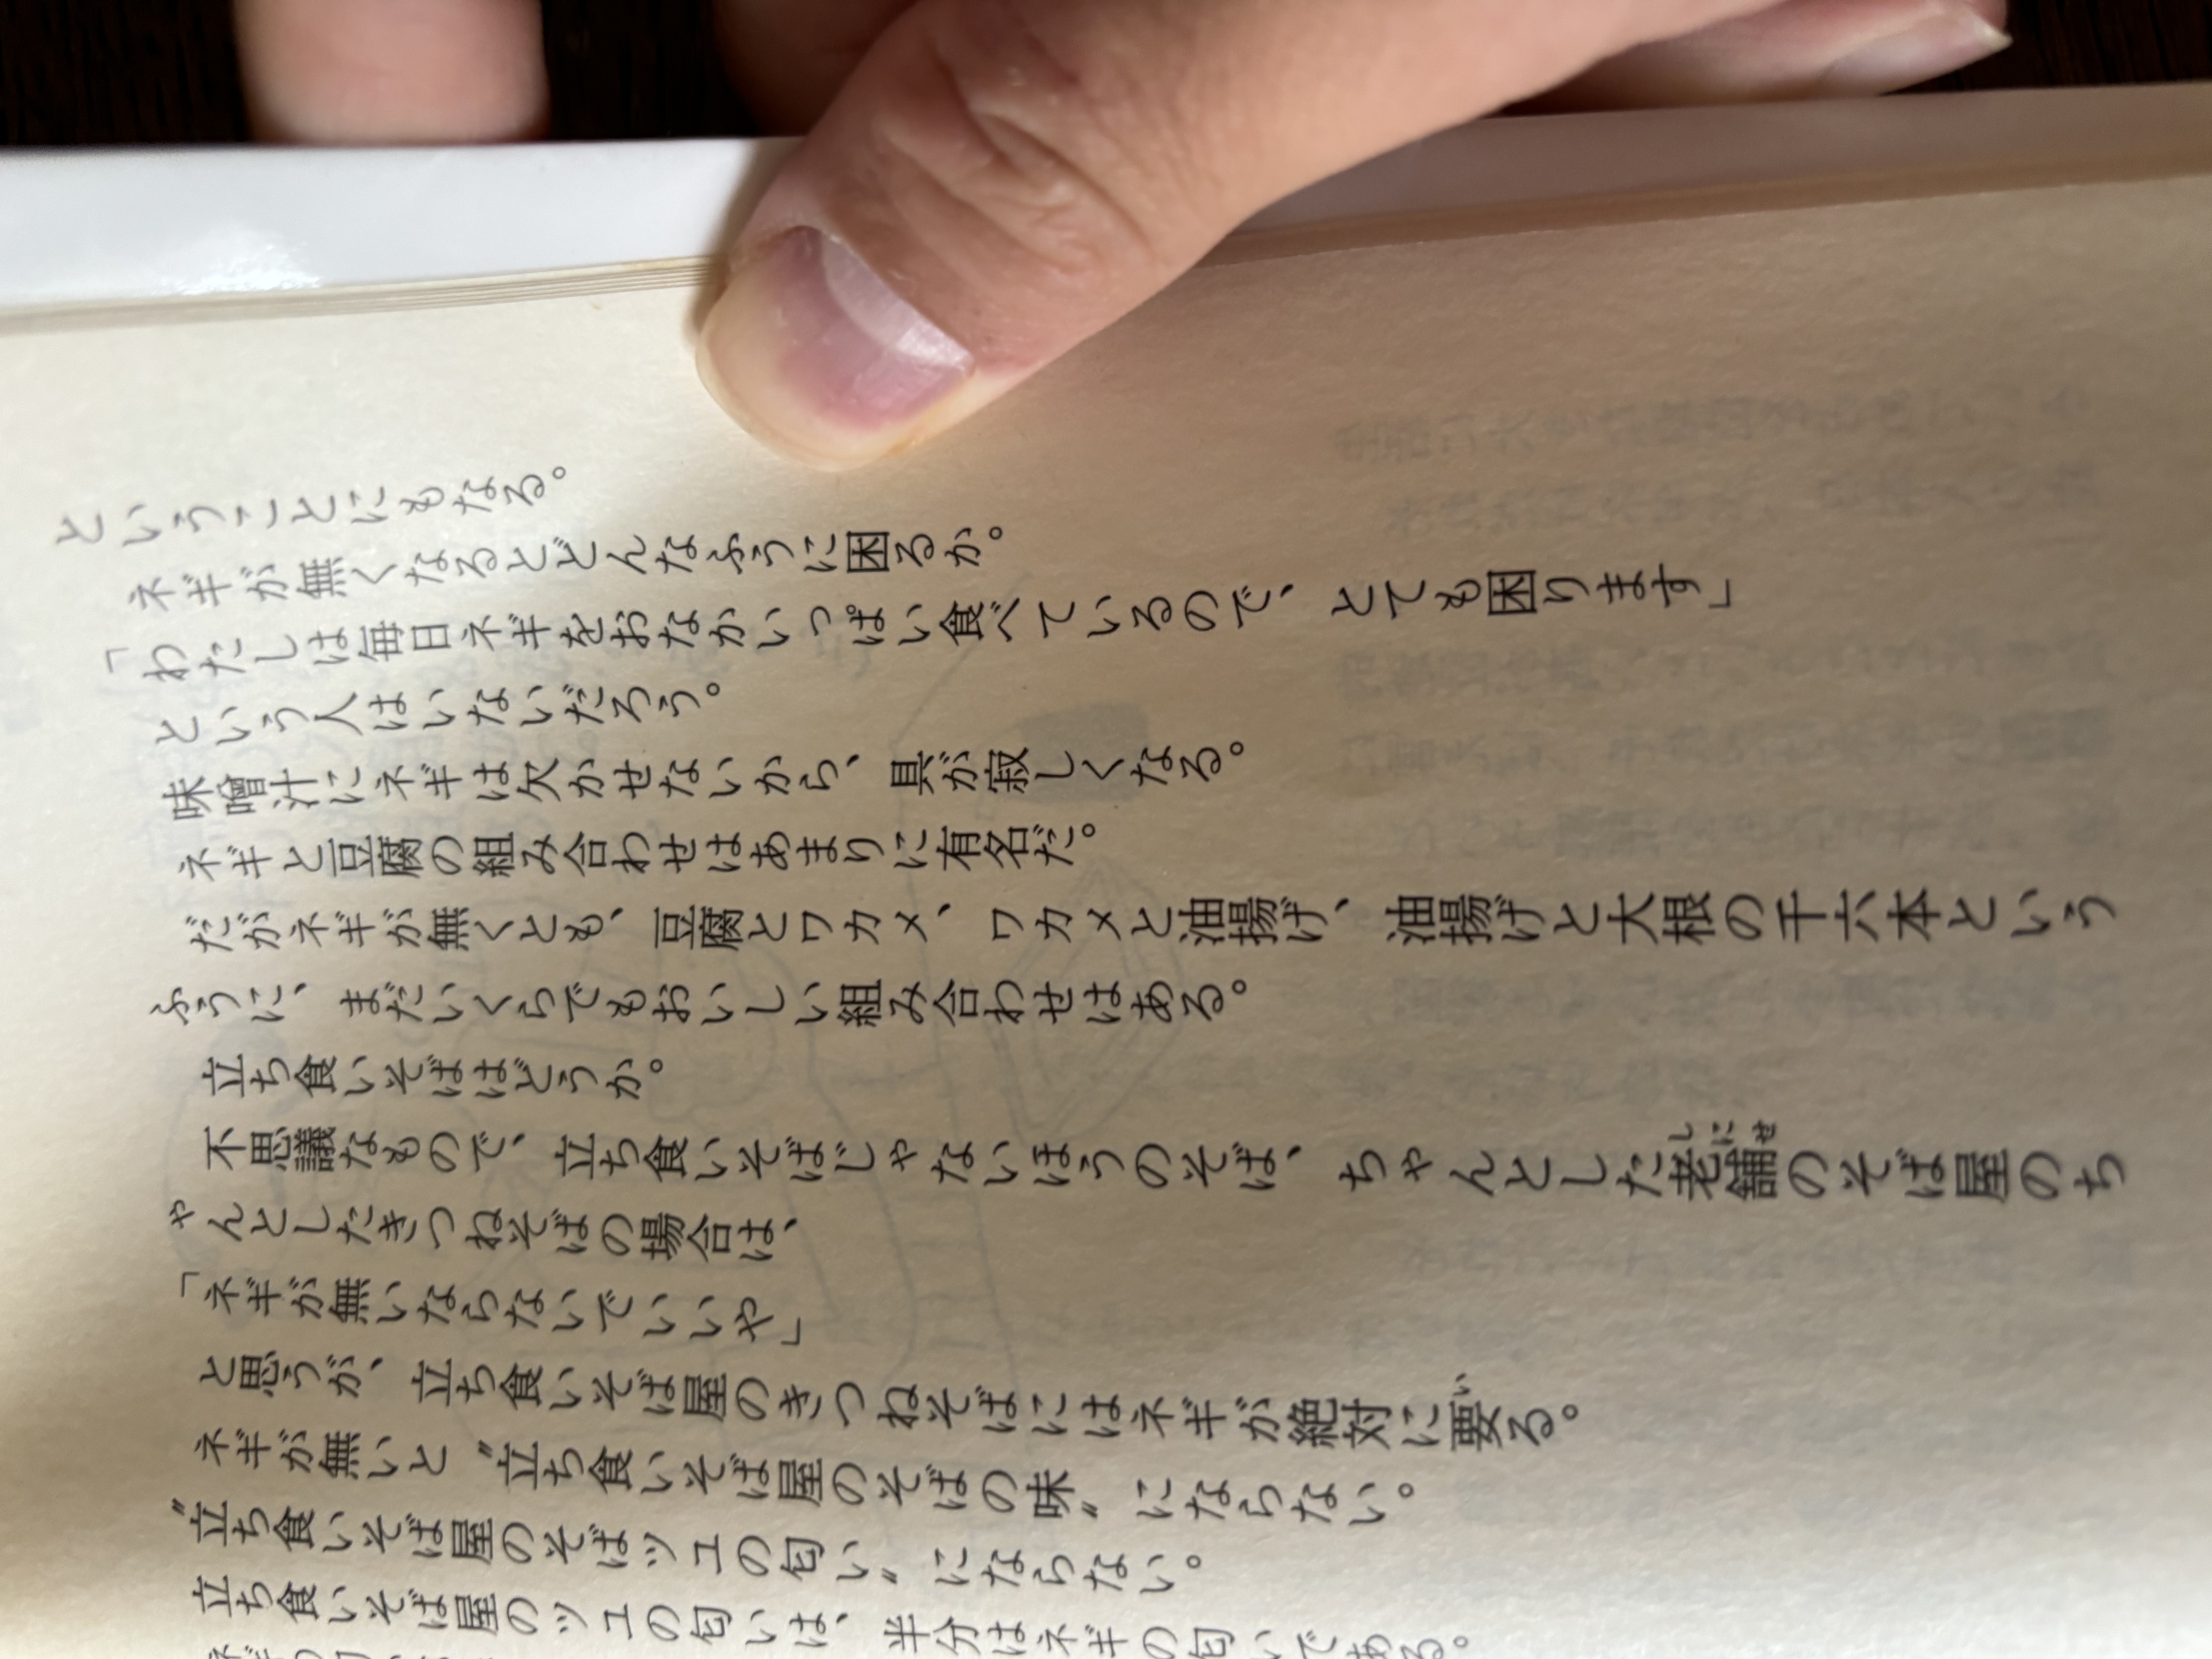 ということにもなる。
ネギが無くなるとどんなふうに困るか。
「わたしは毎日ネギをおなかいっぱい食べているので、とても困ります」
という人はいないだろう。
味噌汁にネギは欠かせないから、具が寂しくなる。
ネギと豆腐の組み合わせはあまりに有名だ。
だがネギが無くとも、豆腐とワカメ、ワカメと油揚げ、油揚げと大根の千六本という
ふうに、まだいくらでもおいしい組み合わせはある。
立ち食いそばはどうか。
不思議なもので、立ち食いそばじゃないほうのそば、ちゃんとした老舗しにせのそば屋のち
ゃんとしたきつねそばの場合は、
「ネギが無いならないでいいや」
と思うが、立ち食いそば屋のきつねそばにはネギが絶対に要いる。
ネギが無いと〝立ち食いそば屋のそばの味〟にならない。
〝立ち食いそば屋のそばツユの匂い〟にならない。
立ち食いそば屋のツユの匂いは、半分はネギの匂いである。